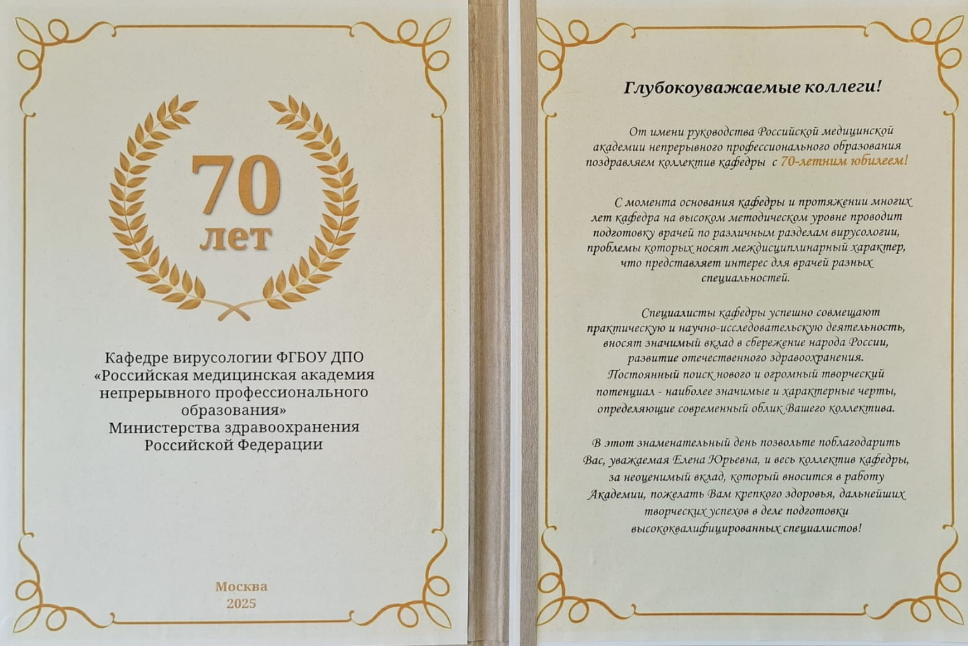 70
лет
Кафедре вирусологии ФГБОУ ДПО
«Российская медицинская академия
непрерывного профессионального
образования»
Министерства здравоохранения
Российской Федерации
Москва
2025
Глубокоуважаемые коллеги!
От имени руководства Российской медицинской
академии непрерывного профессионального образования
поздравляем коллектив кафедры с 70-летним юбилеем!
С момента основания кафедры и протяжении многих
лет кафедра на высоком методическом уровне проводит
подготовку врачей по различным разделам вирусологии,
проблемы которых носят междисциплинарный характер,
что представляет интерес для врачей разных
специальностей.
Специалисты кафедры успешно совмещают
практическую и научно-исследовательскую деятельность,
вносят значимый вклад в сбережение народа России,
развитие отечественного здравоохранения.
Постоянный поиск нового и огромный творческий
потенциал - наиболее значимые и характерные черты,
определяющие современный облик Вашего коллектива.
В этот знаменательный день позвольте поблагодарить
Вас, уважаемая Елена Юрьевна, и весь коллектив кафедры,
за неоценимый вклад, который вносится в работу
Академии, пожелать Вам крепкого здоровья, дальнейших
творческих успехов в деле подготовки
высококвалифицированных специалистов!